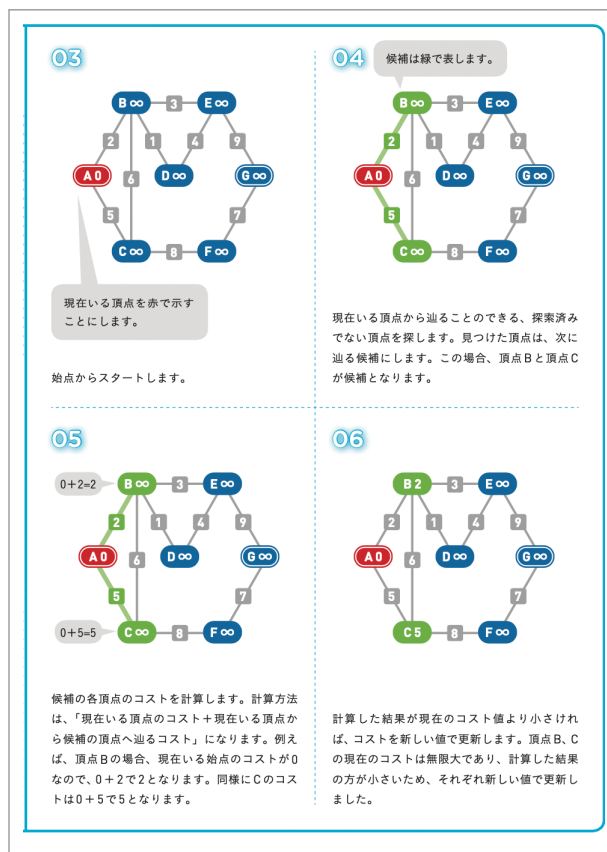 03
B∞ 3 E∞
2 1 4 9
A0 6 D∞ G∞
5 7
C∞ 8 F∞
現在いる頂点を赤で示す
ことにします。
始点からスタートします。
04
候補は緑で表します。
B∞ 3 E∞
2 1 4 9
A0 6 D∞ G∞
5 7
C∞ 8 F∞
現在いる頂点から辿ることのできる、探索済み
でない頂点を探します。見つけた頂点は、次に
辿る候補にします。この場合、頂点Bと頂点C
が候補となります。
05
0+2=2 B∞ 3 E∞
2 1 4 9
A0 6 D∞ G∞
5 7
0+5=5 C∞ 8 F∞
候補の各頂点のコストを計算します。計算方法
は、「現在いる頂点のコスト+現在いる頂点か
ら候補の頂点へ辿るコスト」になります。例え
ば、頂点Bの場合、現在いる始点のコストが0
なので、0+2で2となります。同様にCのコス
トは0+5で5となります。
06
B2 3 E∞
2 1 4 9
A0 6 D∞ G∞
5 7
C5 8 F∞
計算した結果が現在のコスト値より小さけれ
ば、コストを新しい値で更新します。頂点B、C
の現在のコストは無限大であり、計算した結果
の方が小さいため、それぞれ新しい値で更新し
ました。